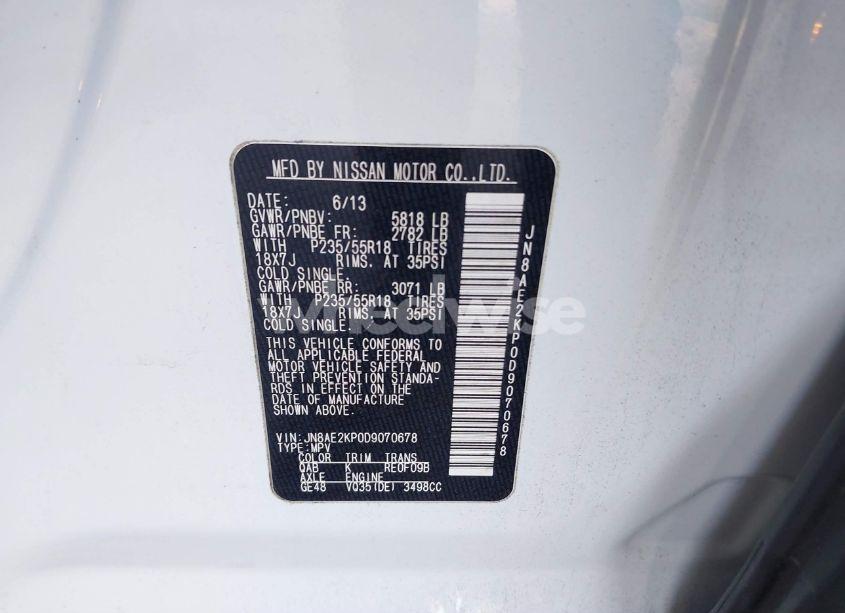 MFD BY NISSAN MOTOR CO.,LTD.
DATE: 6/13
GVWR/PNBV: 5818 LB
GAWR/PNBE FR: 2782 LB
WITH P235/55R18 TIRES
18X7J RIMS. AT 35PSI
COLD SINGLE.
GAWR/PNBE RR: 3071 LB
WITH P235/55R18 TIRES
18X7J RIMS. AT 35PSI
COLD SINGLE.
THIS VEHICLE CONFORMS TO
ALL APPLICABLE FEDERAL
MOTOR VEHICLE SAFETY AND
THEFT PREVENTION STANDA-
RDS IN EFFECT ON THE
DATE OF MANUFACTURE
SHOWN ABOVE.
VIN:JN8AE2KP0D9070678
TYPE:MPV
COLOR TRIM TRANS
QAB K RE0F09B
AXLE ENGINE
GE48 VQ35(DE) 3498CC
JN8AE2KP0D9070678
wheelwise